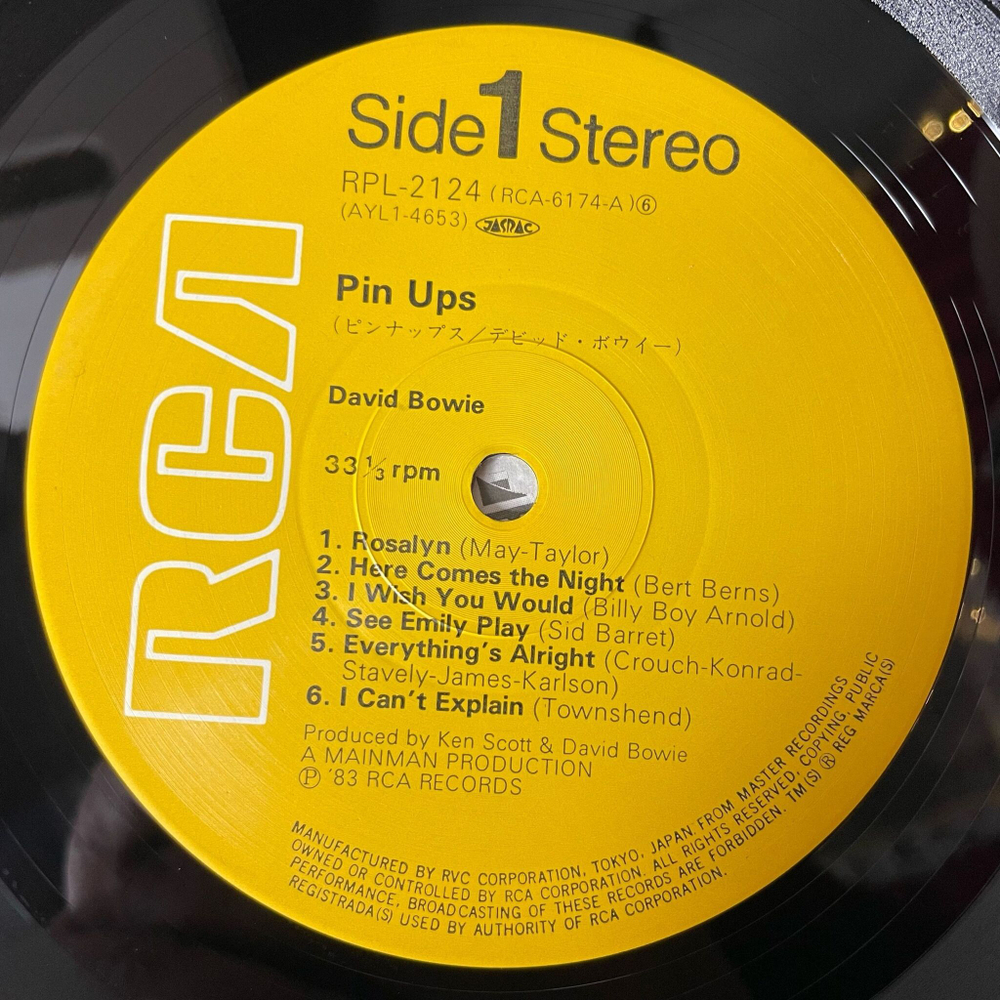 Side 1 Stereo
RPL-2124 (RCA-6174-A) ⑥
(AYL1-4653) JASRAC
RCA
Pin Ups
(ピンナップス/デビッド・ボウイー)
David Bowie
33 1/3 rpm
1. Rosalyn (May-Taylor)
2. Here Comes the Night (Bert Berns)
3. I Wish You Would (Billy Boy Arnold)
4. See Emily Play (Sid Barret)
5. Everything's Alright (Crouch-Konrad-
Stavely-James-Karlson)
6. I Can't Explain (Townshend)
Produced by Ken Scott & David Bowie
A MAINMAN PRODUCTION
Ⓟ '83 RCA RECORDS
MANUFACTURED BY RVC CORPORATION, TOKYO, JAPAN. FROM MASTER RECORDINGS
OWNED OR CONTROLLED BY RCA CORPORATION. ALL RIGHTS RESERVED, COPYING, PUBLIC
PERFORMANCE, BROADCASTING OF THESE RECORDS ARE FORBIDDEN. TM(S) ® REG MARCA(S)
REGISTRADA(S) USED BY AUTHORITY OF RCA CORPORATION.